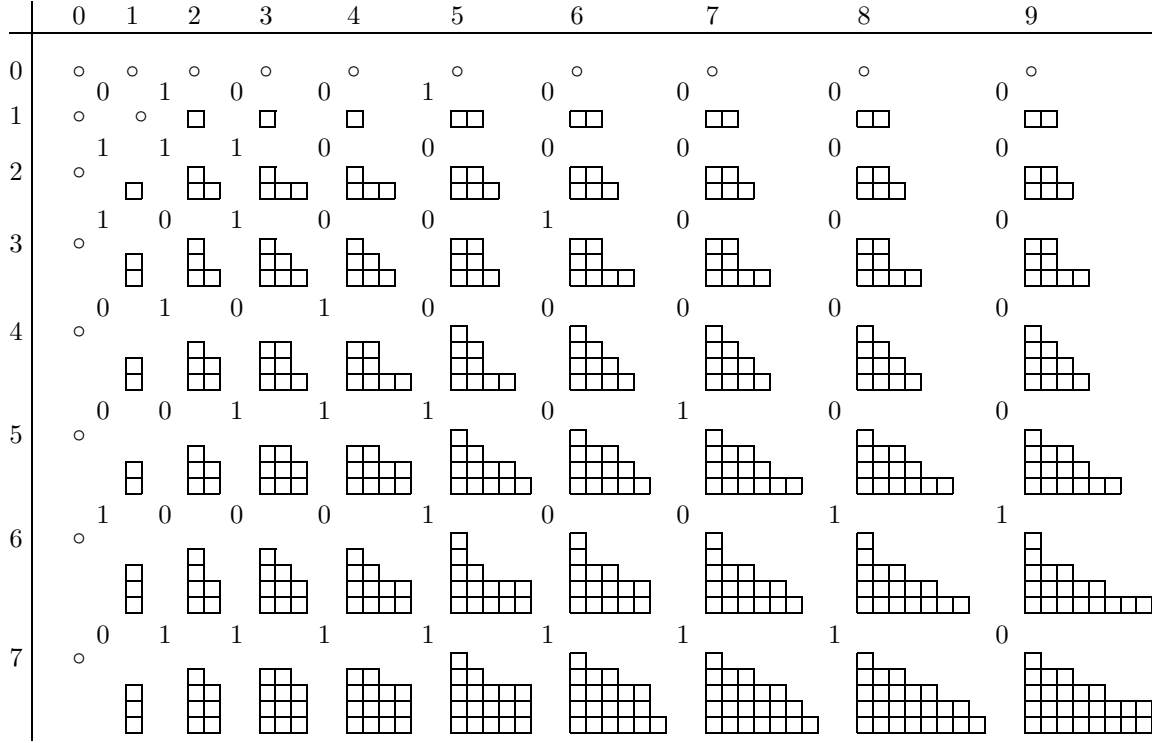 0 1 2 3 4 5 6 7 8 9
0
0 1 0 0 1 0 0 0 0
1
1 1 1 0 0 0 0 0 0
2
1 0 1 0 0 1 0 0 0
3
0 1 0 1 0 0 0 0 0
4
0 0 1 1 1 0 1 0 0
5
1 0 0 0 1 0 0 1 1
6
0 1 1 1 1 1 1 1 0
7